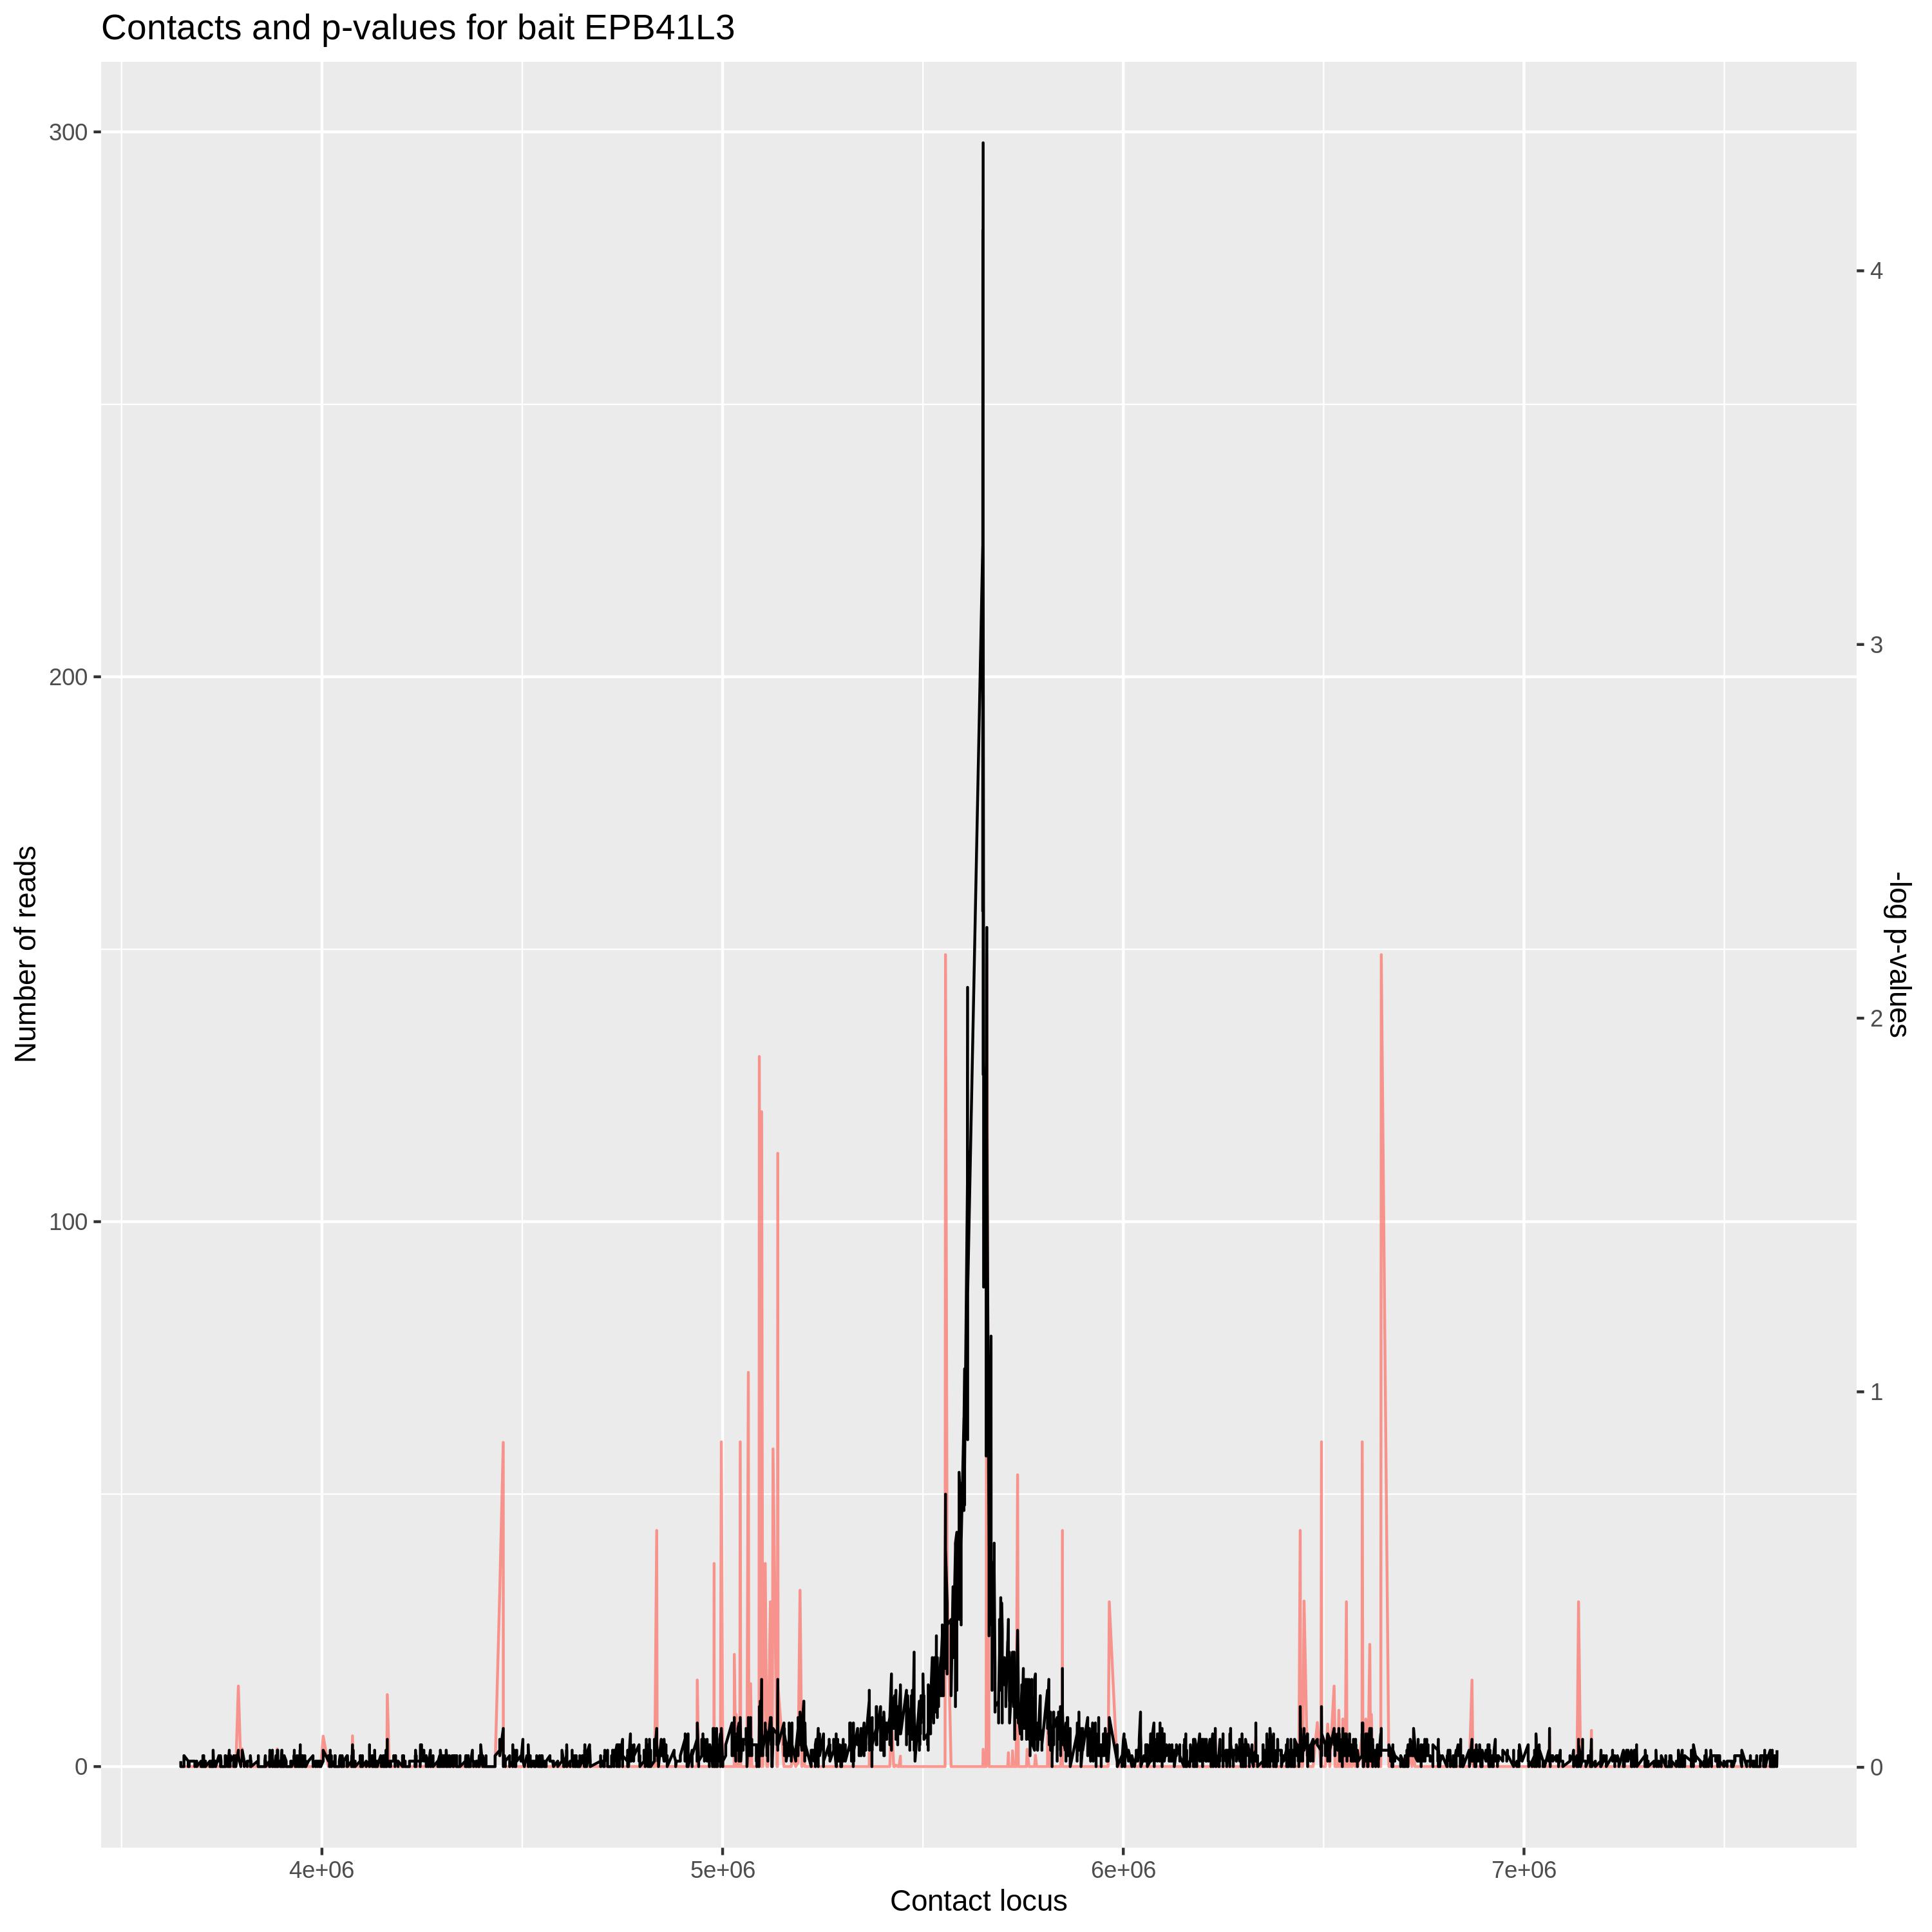 Contacts and p-values for bait EPB41L3
300
200
100
0
Number of reads
4
3
2
1
0
-log p-values
4e+06 5e+06 6e+06 7e+06
Contact locus